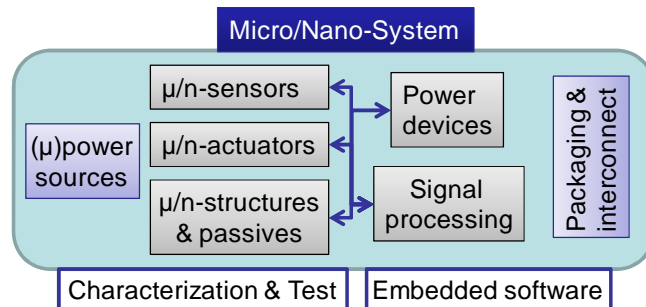 Micro/Nano-System
μ/n-sensors
Power
devices
(μ)power
sources
μ/n-actuators
μ/n-structures
& passives
Signal
processing
Packaging &
interconnect
Characterization & Test
Embedded software